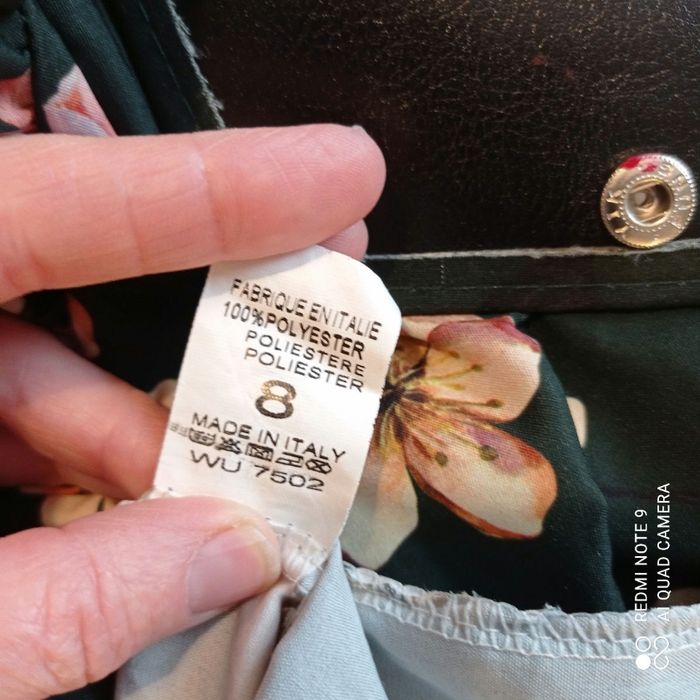 FABRIQUE EN ITALIE
100%POLYESTER
POLIESTERE
POLIESTER
8
MADE IN ITALY
WU 7502
REDMI NOTE 9
AI QUAD CAMERA